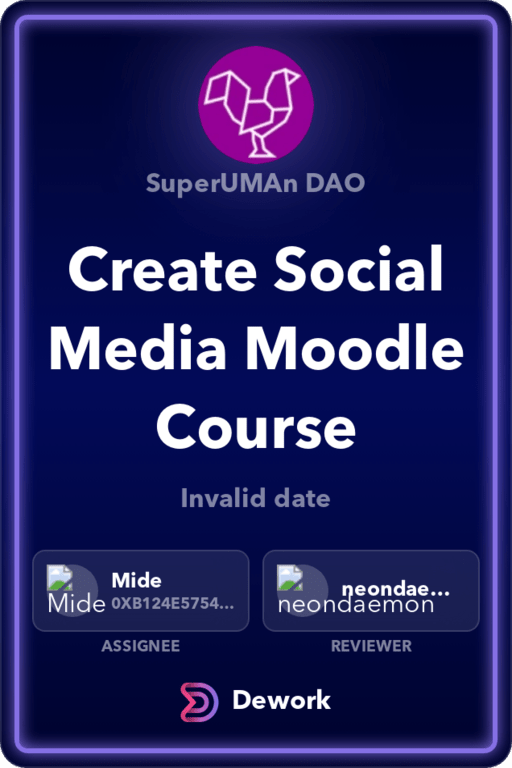 SuperUMAn DAO
Create Social
Media Moodle
Course
Invalid date
Mide
Mide 0XB124E5754...
neondae...
neondaemon
ASSIGNEE
REVIEWER
Dework